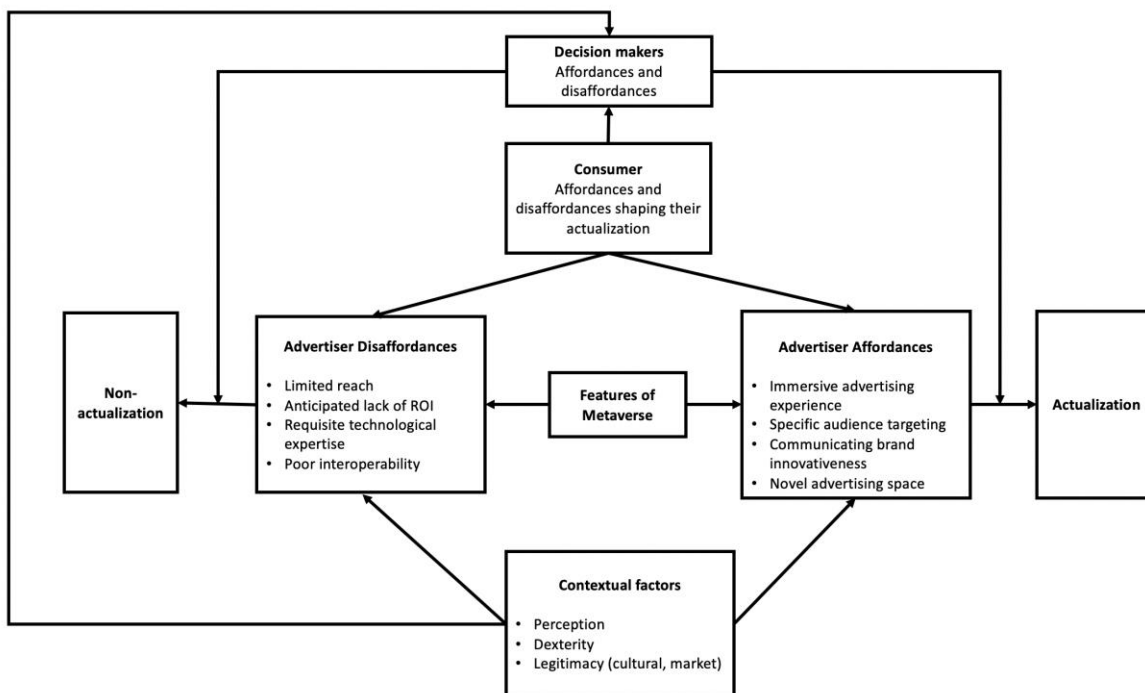 Decision makers
Affordances and
disaffordances
Consumer
Affordances and
disaffordances shaping their
actualization
Non-
actualization
Advertiser Disaffordances
• Limited reach
• Anticipated lack of ROI
• Requisite technological
expertise
• Poor interoperability
Features of
Metaverse
Advertiser Affordances
• Immersive advertising
experience
• Specific audience targeting
• Communicating brand
innovativeness
• Novel advertising space
Actualization
Contextual factors
• Perception
• Dexterity
• Legitimacy (cultural, market)